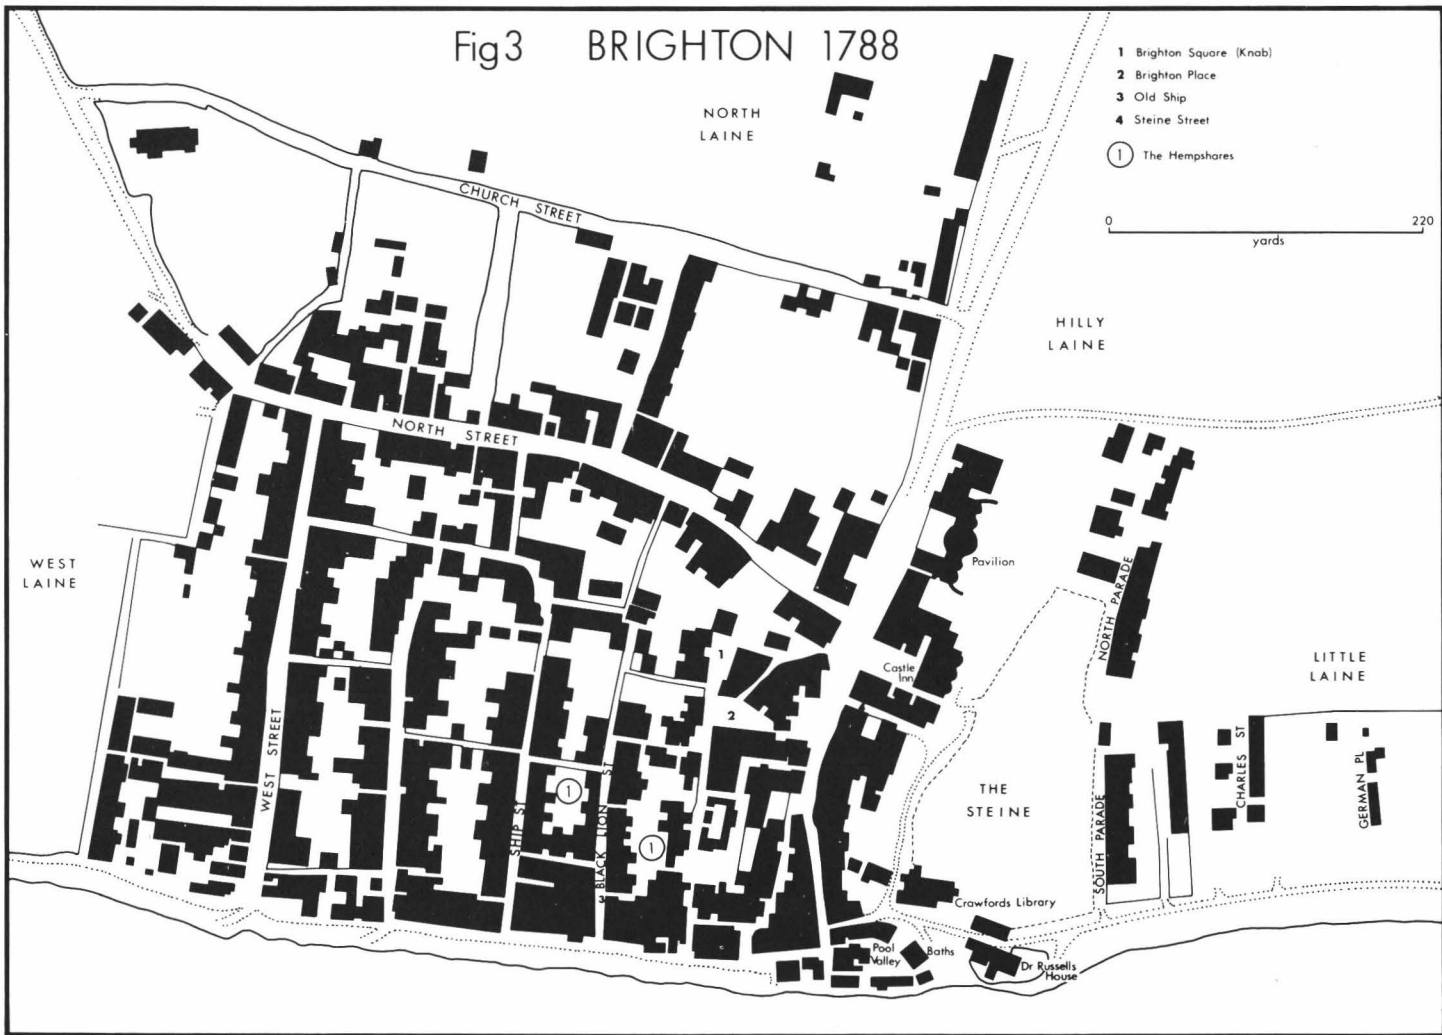 Fig3 BRIGHTON 1788
1 Brighton Square (Knab)
2 Brighton Place
3 Old Ship
4 Steine Street
1 The Hempshares
0 220
yards
NORTH
LAINE
CHURCH STREET
HILLY
LAINE
NORTH STREET
WEST
LAINE
Pavilion
NORTH PARADE
LITTLE
LAINE
1
Castle
Inn
2
WEST STREET
THE
STEINE
CHARLES ST
GERMAN PL
1
SHIP ST
BLACK LION ST
1
SOUTH PARADE
3
Crawfords Library
Pool
Valley
Baths
Dr Russells
House